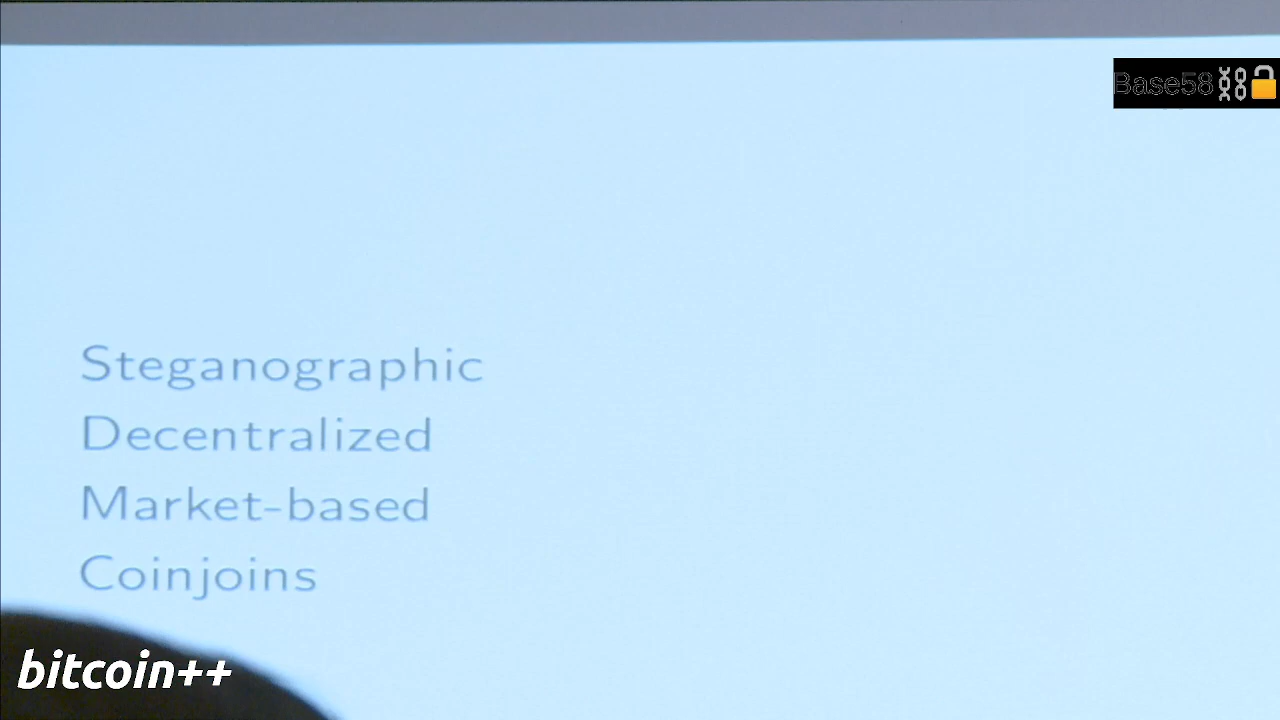 Base58
Steganographic
Decentralized
Market-based
Coinjoins
bitcoin++